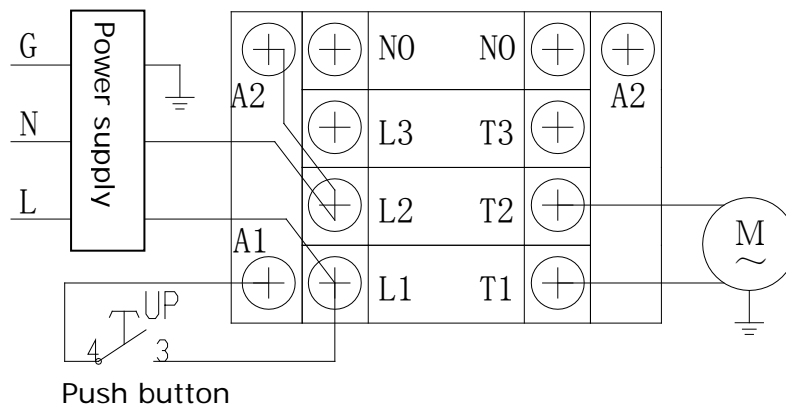 G
N
L
Power supply
A2
NO NO
A2
L3 T3
L2 T2
A1
L1 T1
M
~
UP
4 3
Push button